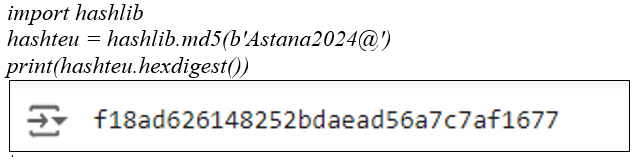 import hashlib
hashteu = hashlib.md5(b'Astana2024@')
print(hashteu.hexdigest())
f18ad626148252bdaead56a7c7af1677